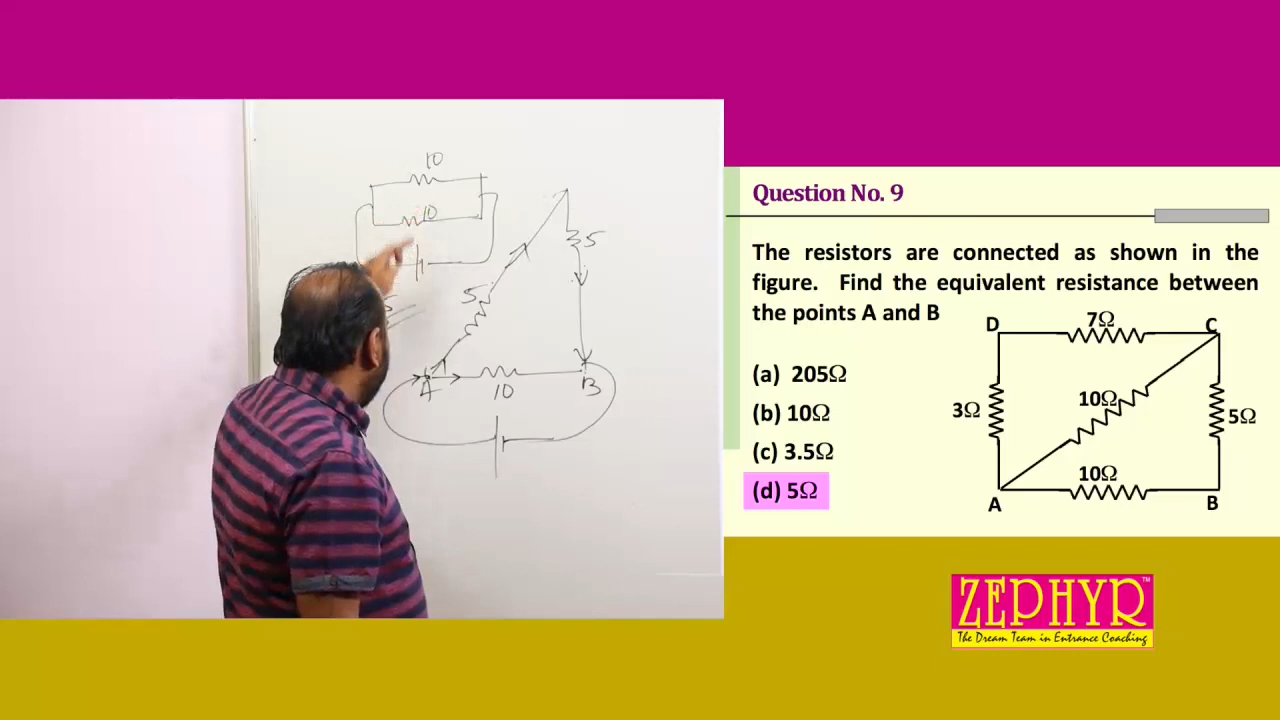 10
10
5
5
A
10
B
Question No. 9
The resistors are connected as shown in the
figure. Find the equivalent resistance between
the points A and B
(a) 205Ω
(b) 10Ω
(c) 3.5Ω
(d) 5Ω
D
7Ω
C
3Ω
10Ω
5Ω
10Ω
A
B
ZEPHYR™
The Dream Team in Entrance Coaching